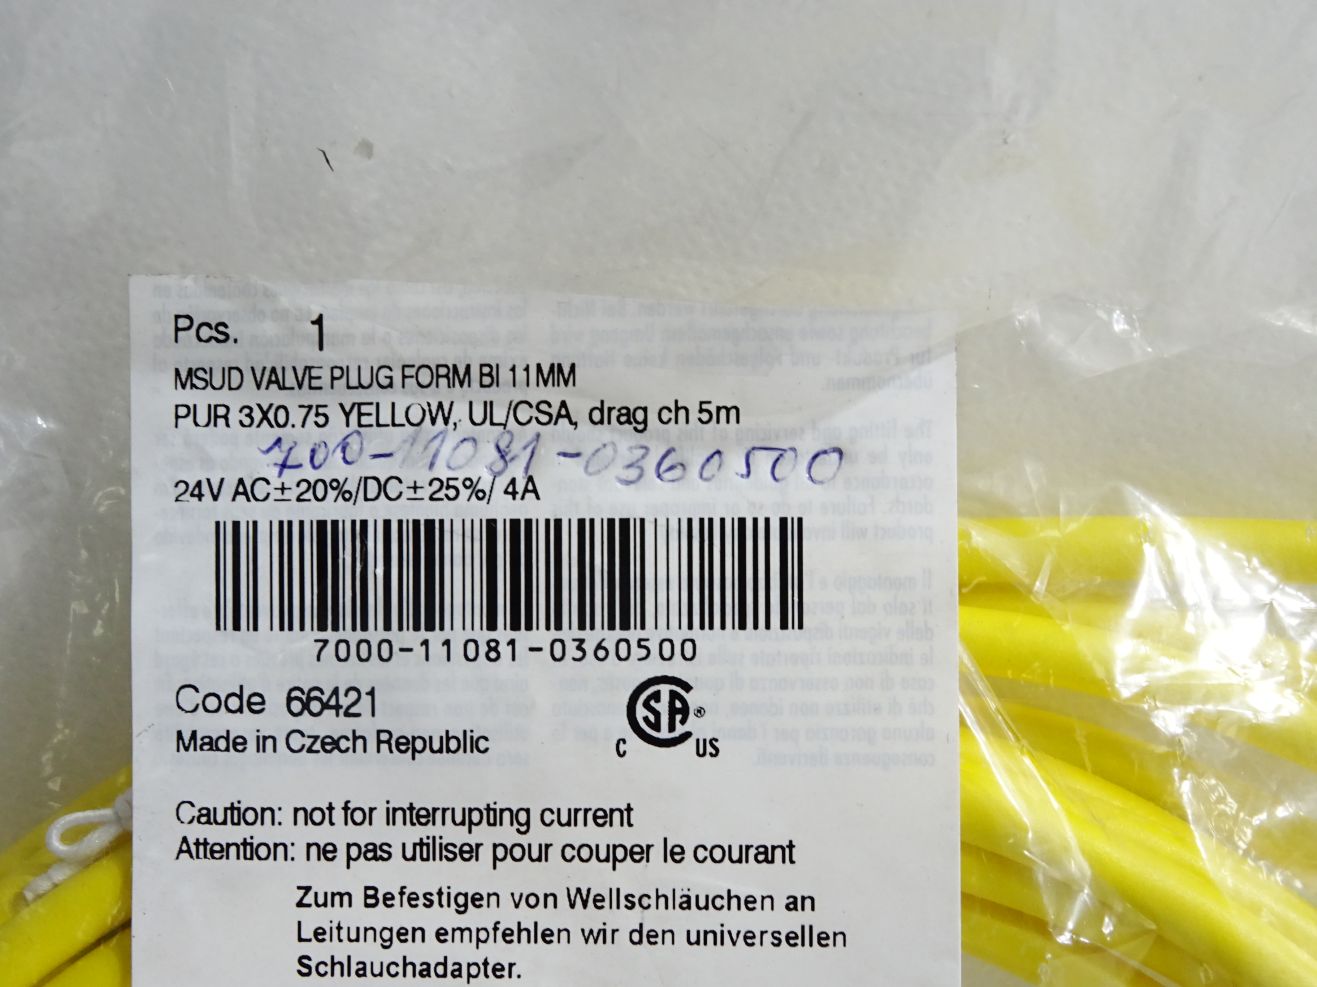 Pcs. 1
MSUD VALVE PLUG FORM BI 11MM
PUR 3X0.75 YELLOW, UL/CSA, drag ch 5m
700-11081-0360500
24V AC±20%/DC±25%/ 4A
7000-11081-0360500
Code 66421
Made in Czech Republic
C SA ® US
Caution: not for interrupting current
Attention: ne pas utiliser pour couper le courant
Zum Befestigen von Wellschläuchen an
Leitungen empfehlen wir den universellen
Schlauchadapter.